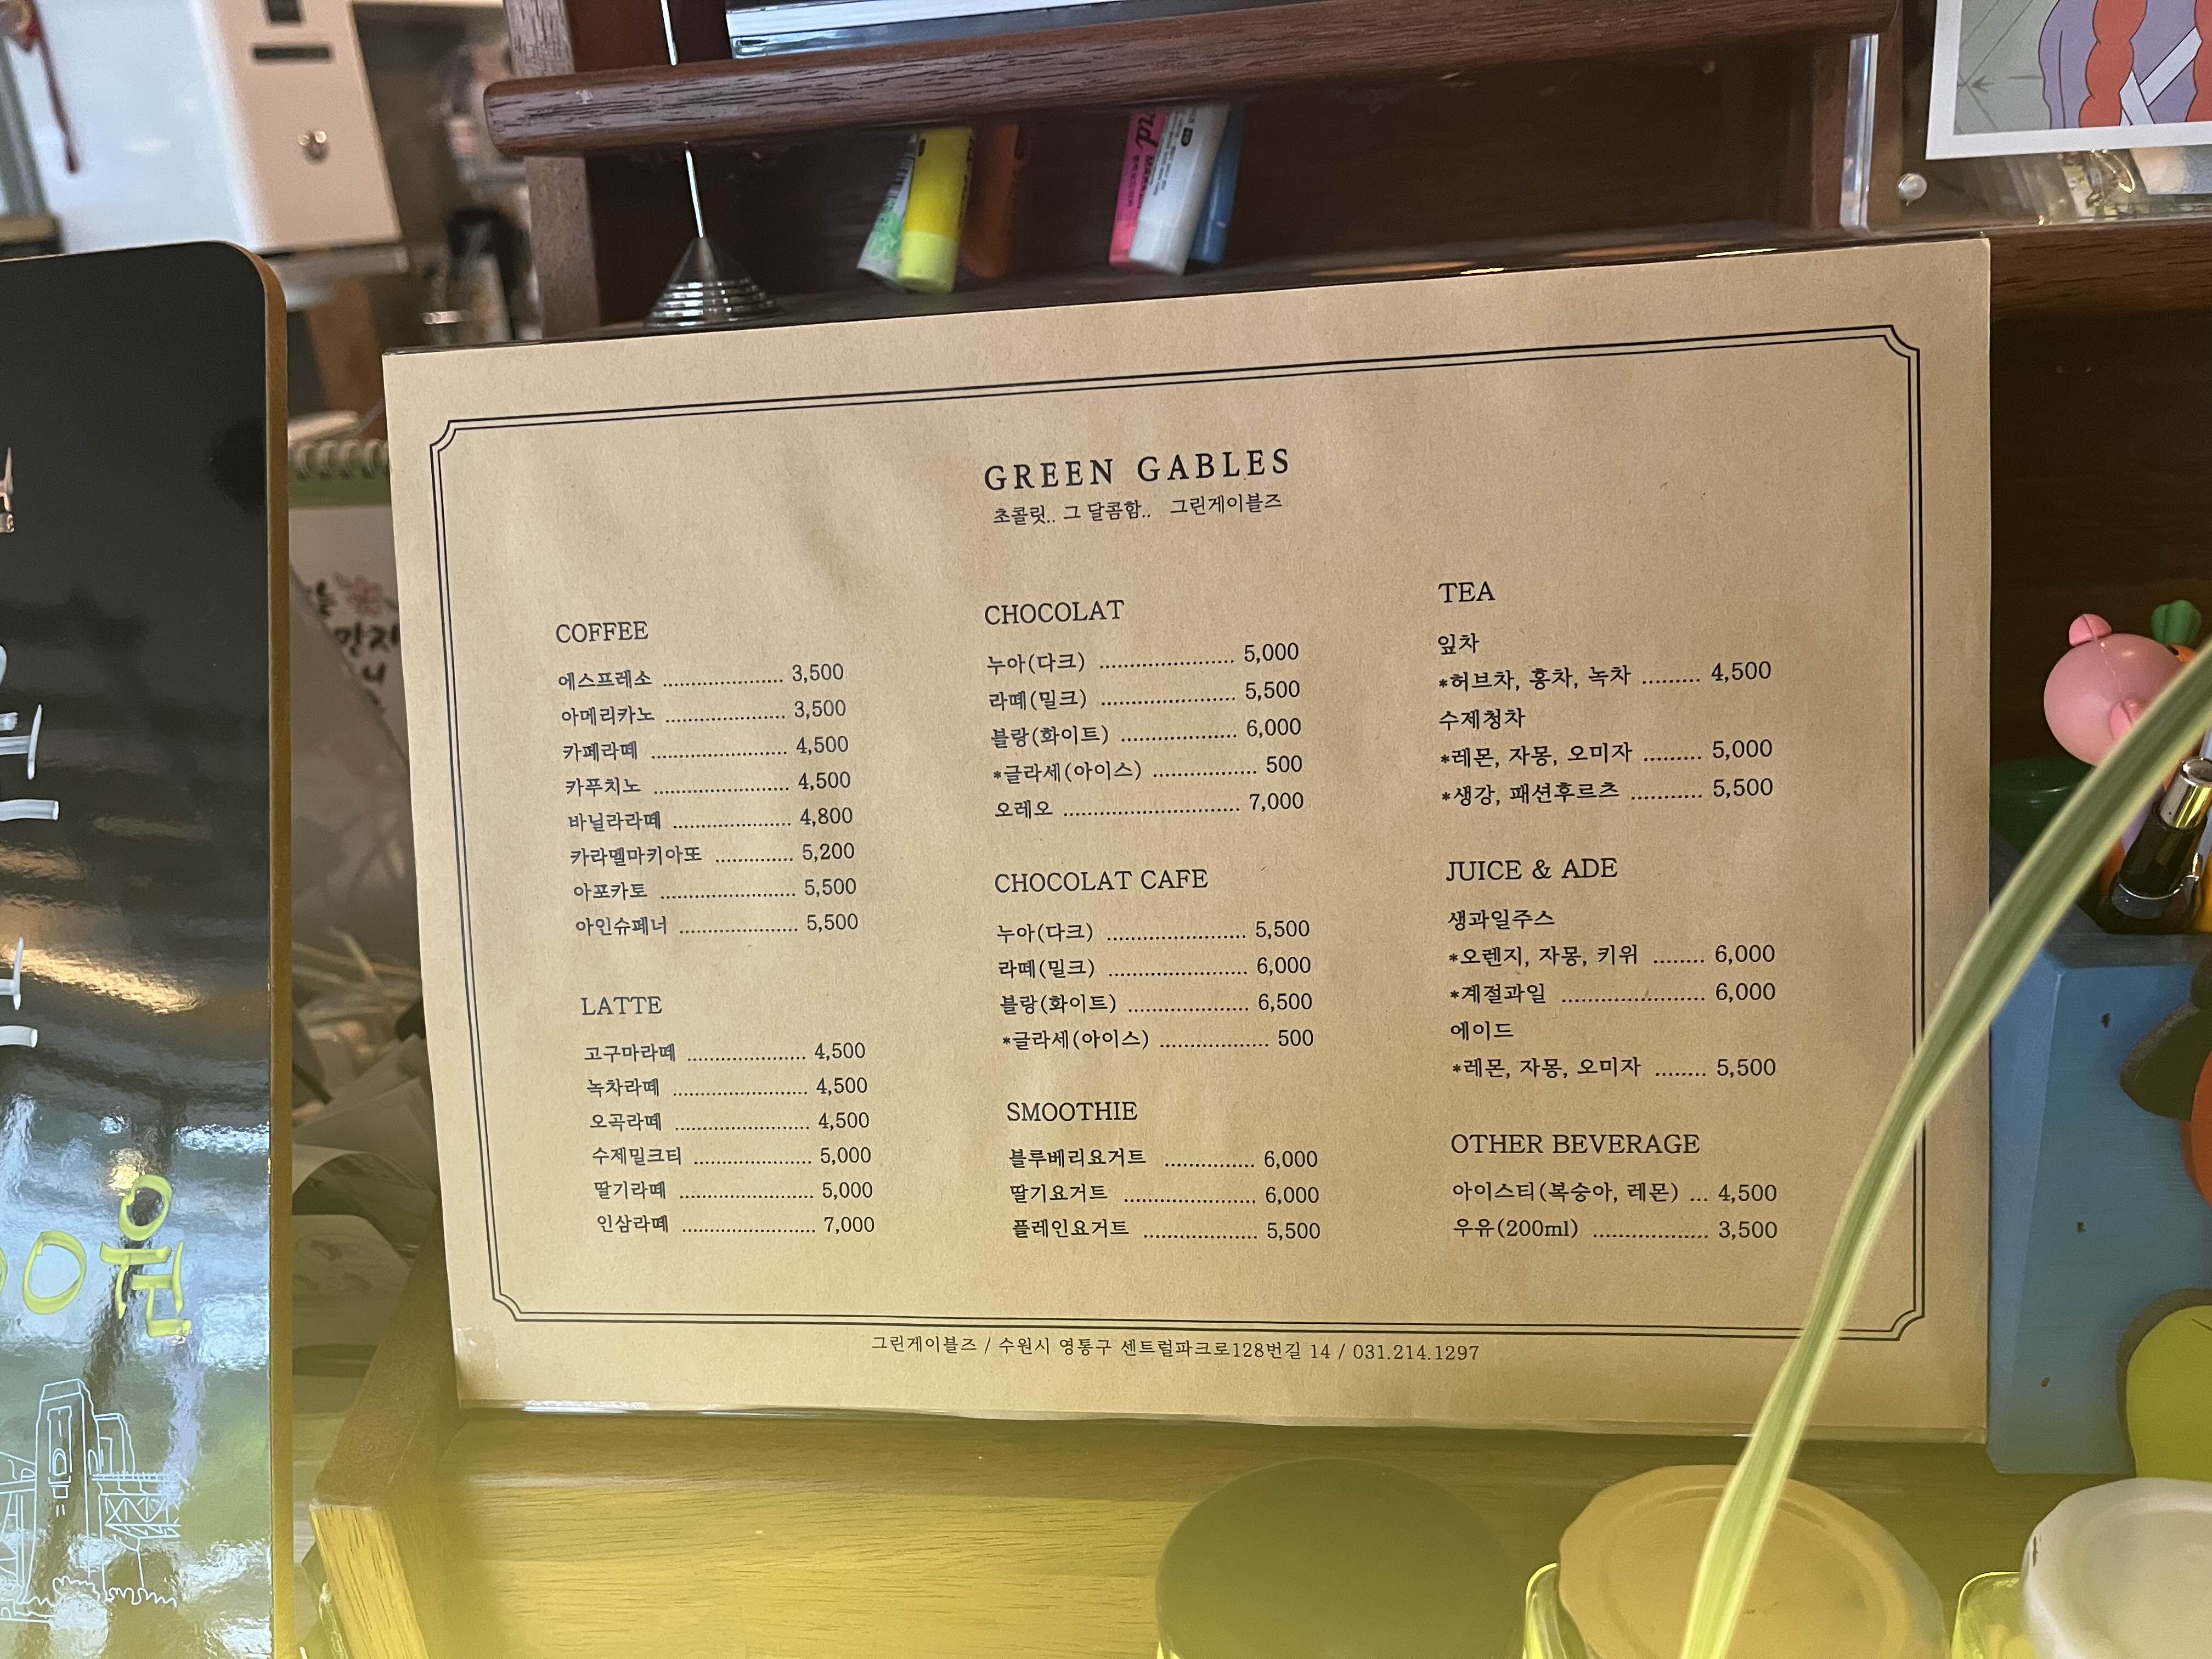 GREEN GABLES
초콜릿.. 그 달콤함.. 그린게이블즈
COFFEE
에스프레소 .................... 3,500
아메리카노 .................... 3,500
카페라떼 ....................... 4,500
카푸치노 ....................... 4,500
바닐라라떼 .................... 4,800
카라멜마키아또 ............. 5,200
아포카토 ....................... 5,500
아인슈페너 .................... 5,500
LATTE
고구마라떼 .................... 4,500
녹차라떼 ....................... 4,500
오곡라떼 ....................... 4,500
수제밀크티 .................... 5,000
딸기라떼 ....................... 5,000
인삼라떼 ....................... 7,000
CHOCOLAT
누아(다크) ....................... 5,000
라떼(밀크) ....................... 5,500
블랑(화이트) .................... 6,000
*글라세(아이스) .................. 500
오레오 .............................. 7,000
CHOCOLAT CAFE
누아(다크) ....................... 5,500
라떼(밀크) ....................... 6,000
블랑(화이트) .................... 6,500
*글라세(아이스) .................. 500
SMOOTHIE
블루베리요거트 ............... 6,000
딸기요거트 ...................... 6,000
플레인요거트 ................... 5,500
TEA
잎차
*허브차, 홍차, 녹차 ......... 4,500
수제청차
*레몬, 자몽, 오미자 ......... 5,000
*생강, 패션후르츠 ........... 5,500
JUICE & ADE
생과일주스
*오렌지, 자몽, 키위 ........ 6,000
*계절과일 ...................... 6,000
에이드
*레몬, 자몽, 오미자 ........ 5,500
OTHER BEVERAGE
아이스티(복숭아, 레몬) ... 4,500
우유(200ml) .................. 3,500
그린게이블즈 / 수원시 영통구 센트럴파크로128번길 14 / 031.214.1297